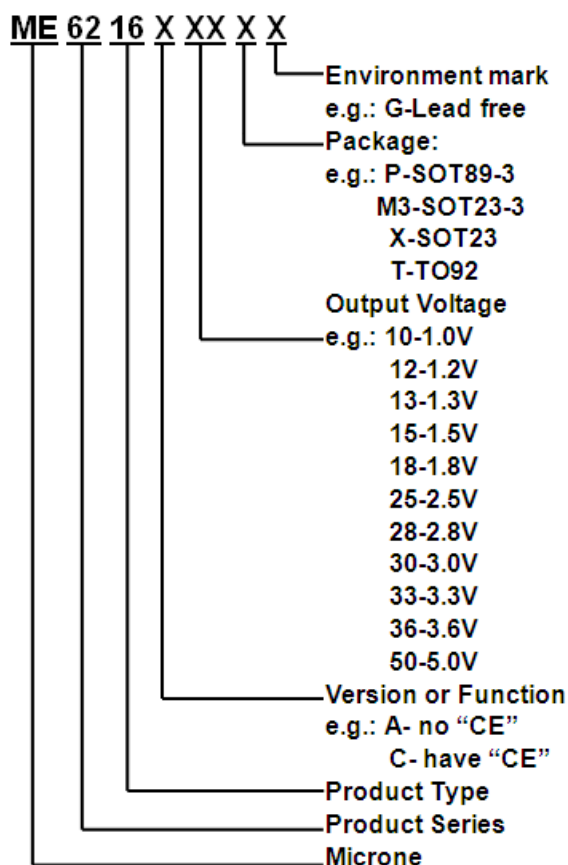 ME 62 16 X XX X X
Environment mark
e.g.: G-Lead free
Package:
e.g.: P-SOT89-3
M3-SOT23-3
X-SOT23
T-TO92
Output Voltage
e.g.: 10-1.0V
12-1.2V
13-1.3V
15-1.5V
18-1.8V
25-2.5V
28-2.8V
30-3.0V
33-3.3V
36-3.6V
50-5.0V
Version or Function
e.g.: A- no “CE”
C- have “CE”
Product Type
Product Series
Microne